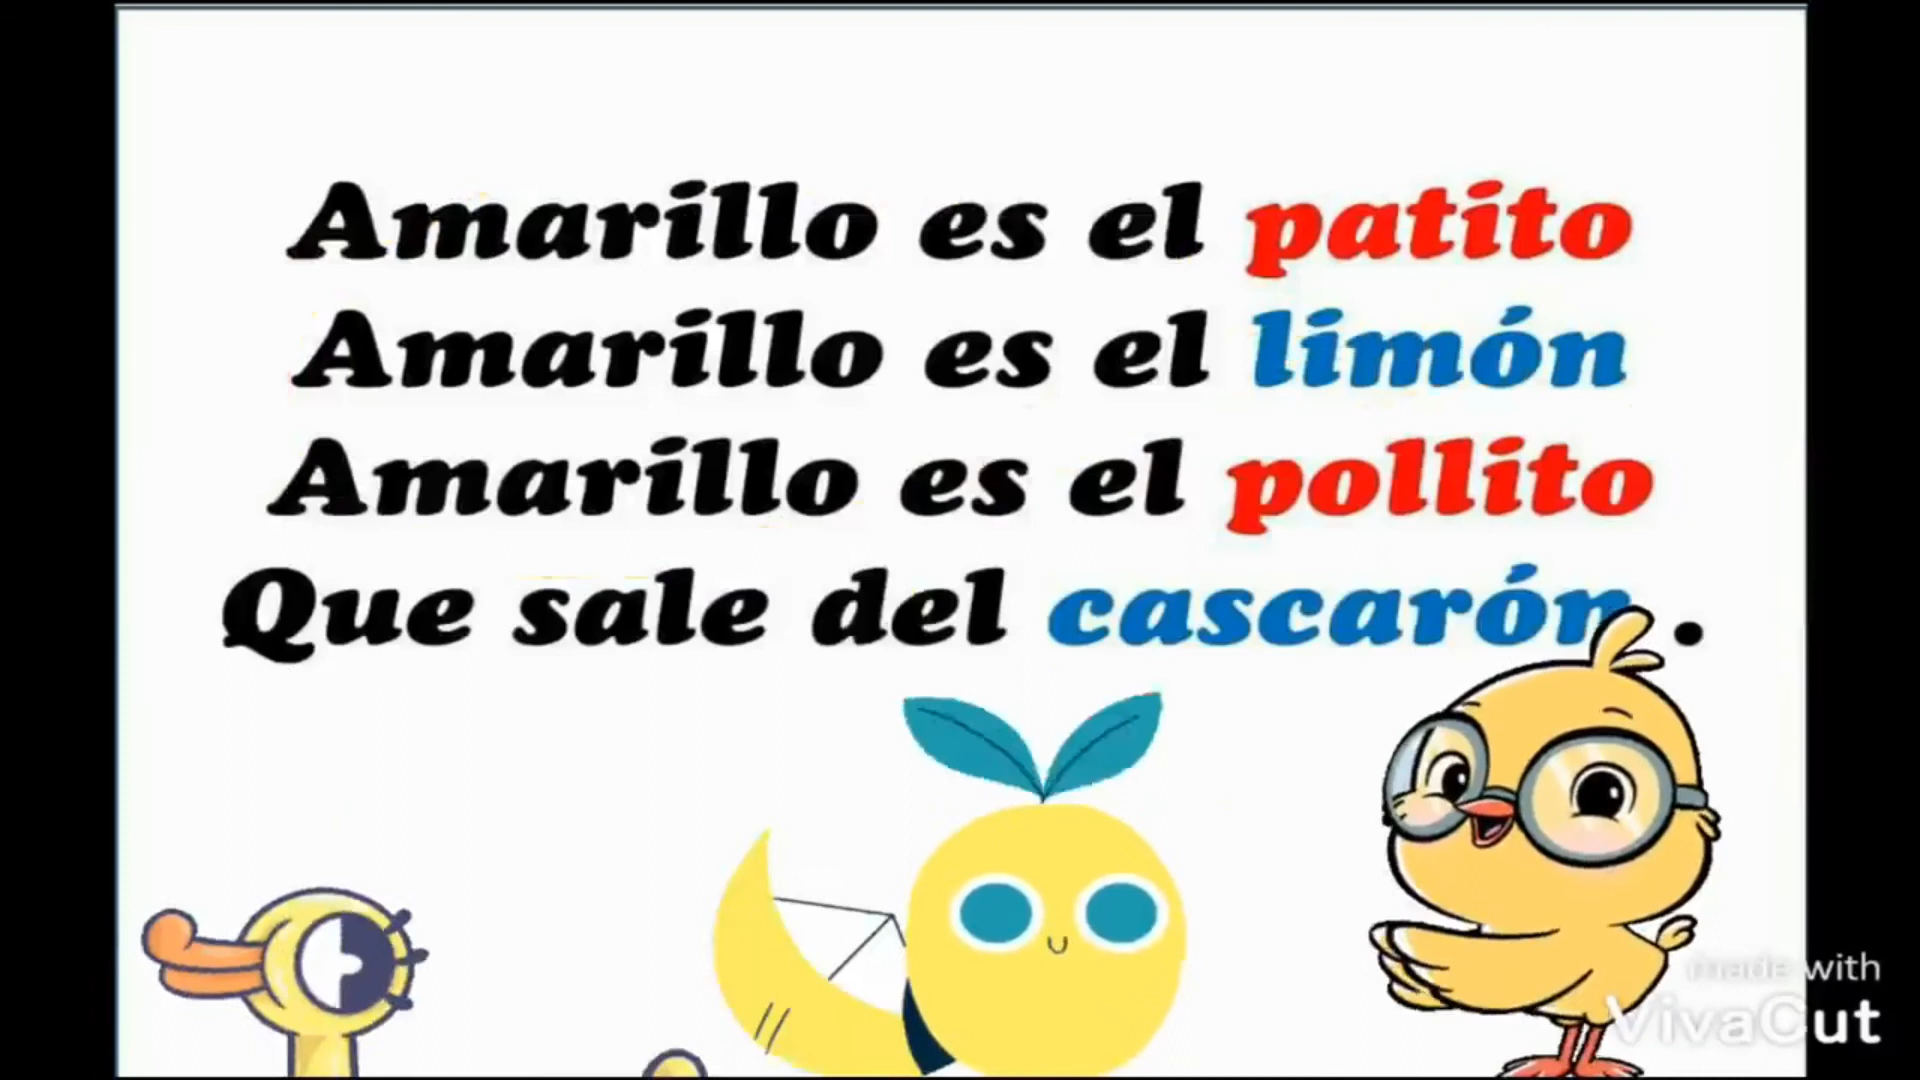 Amarillo es el patito
Amarillo es el limón
Amarillo es el pollito
Que sale del cascarón .
made with
VivaCut